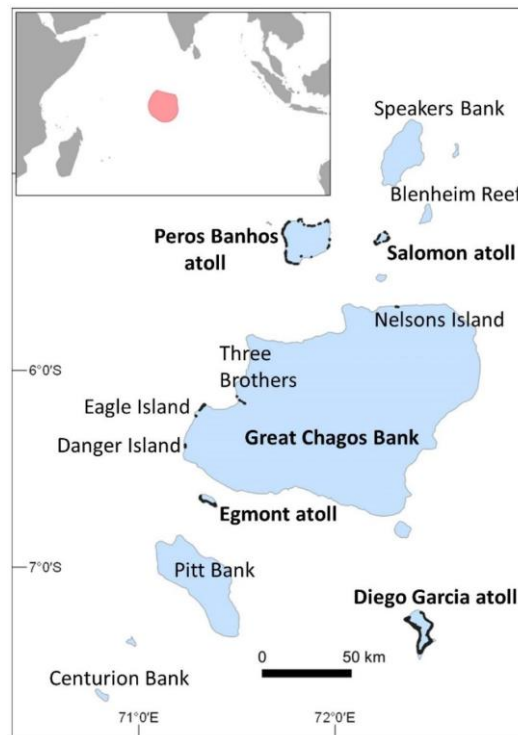 Speakers Bank
Blenheim Reef
Peros Banhos
atoll
Salomon atoll
Nelsons Island
Three
Brothers
6°0'S
Eagle Island
Great Chagos Bank
Danger Island
Egmont atoll
7°0'S
Pitt Bank
Diego Garcia atoll
0
50 km
Centurion Bank
71°0'E
72°0'E